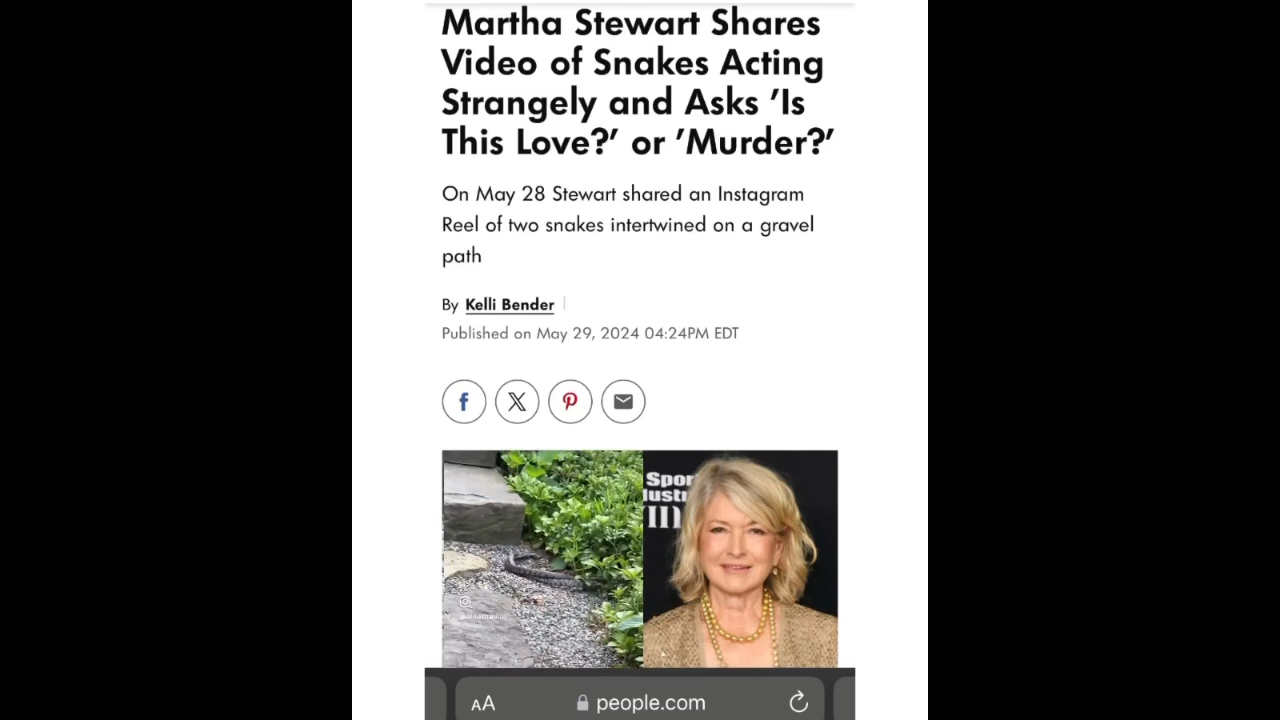 Martha Stewart Shares
Video of Snakes Acting
Strangely and Asks 'Is
This Love?' or 'Murder?'
On May 28 Stewart shared an Instagram
Reel of two snakes intertwined on a gravel
path
By Kelli Bender
Published on May 29, 2024 04:24PM EDT
f
X
Spor
lustr
AA
people.com